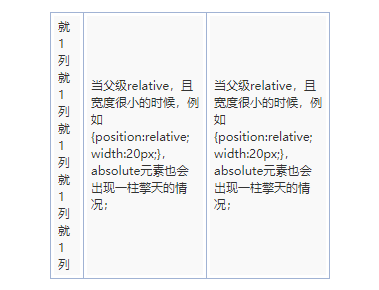 就
1
列
就
1
列
就
1
列
就
1
列
就
1
列
当父级relative，且
宽度很小的时候，例
如
{position:relative;
width:20px;}，
absolute元素也会
出现一柱擎天的情
况；
当父级relative，且
宽度很小的时候，例
如
{position:relative;
width:20px;}，
absolute元素也会
出现一柱擎天的情
况；